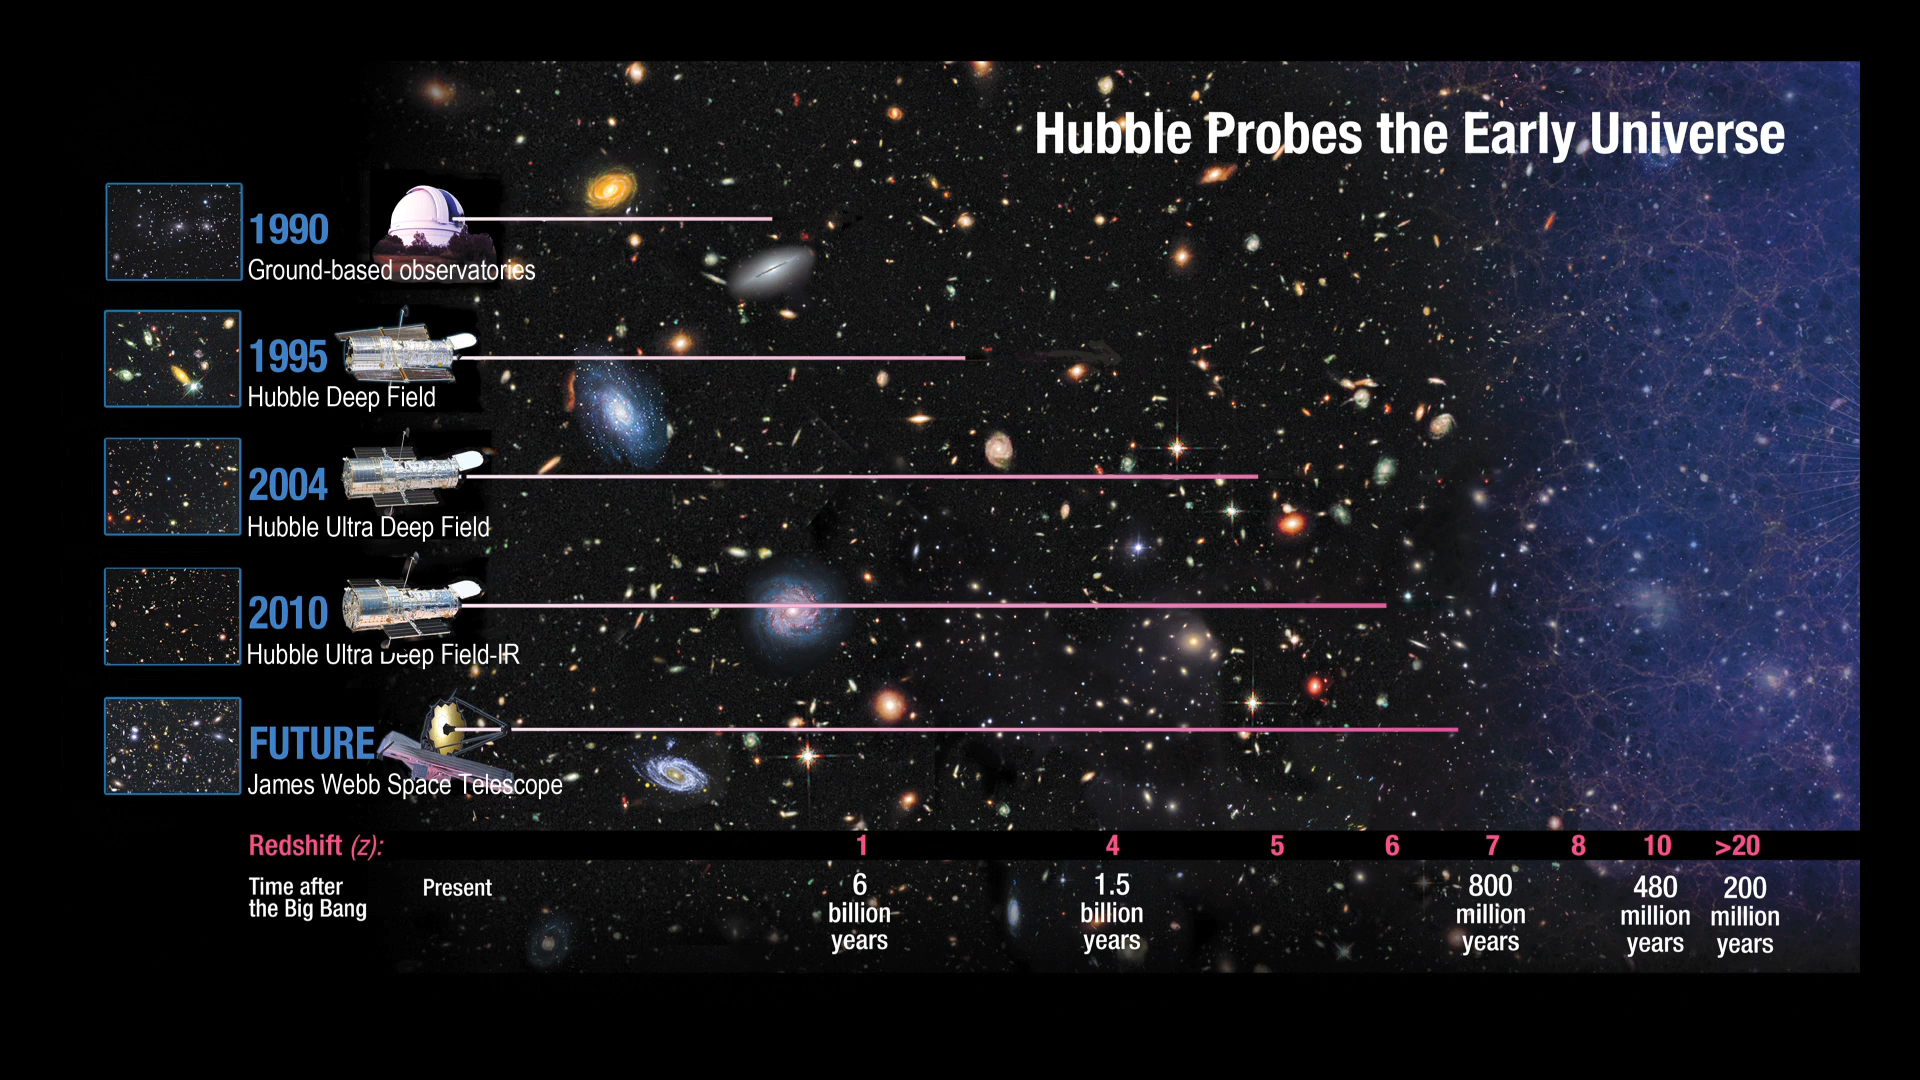 Hubble Probes the Early Universe
1990
Ground-based observatories
1995
Hubble Deep Field
2004
Hubble Ultra Deep Field
2010
Hubble Ultra Deep Field-IR
FUTURE
James Webb Space Telescope
Redshift (z): 1 4 5 6 7 8 10 >20
Time after
the Big Bang
Present
6
billion
years
1.5
billion
years
800
million
years
480
million
years
200
million
years